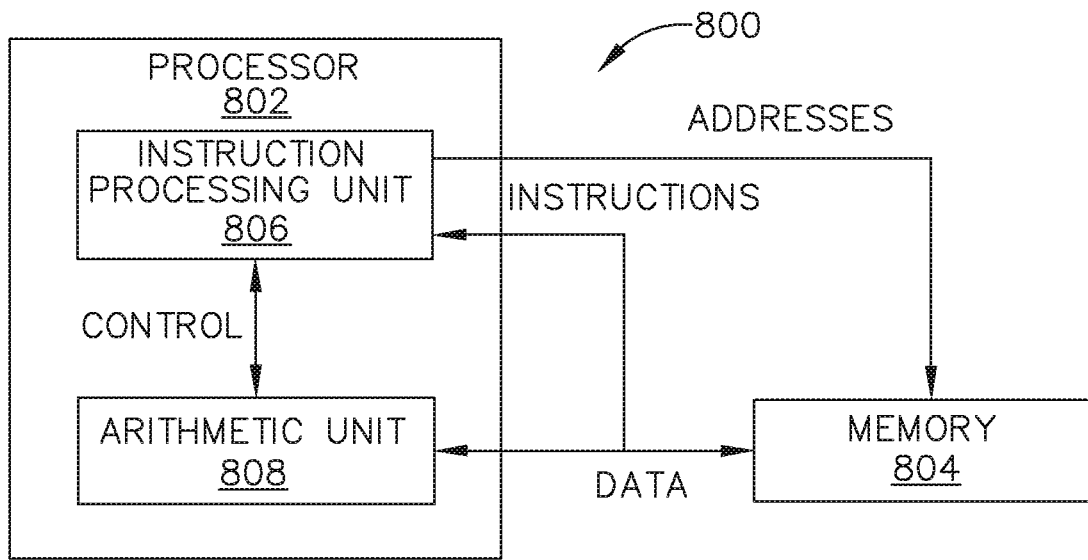 800
PROCESSOR
802
ADDRESSES
INSTRUCTION
PROCESSING UNIT
806
INSTRUCTIONS
CONTROL
ARITHMETIC UNIT
808
DATA
MEMORY
804